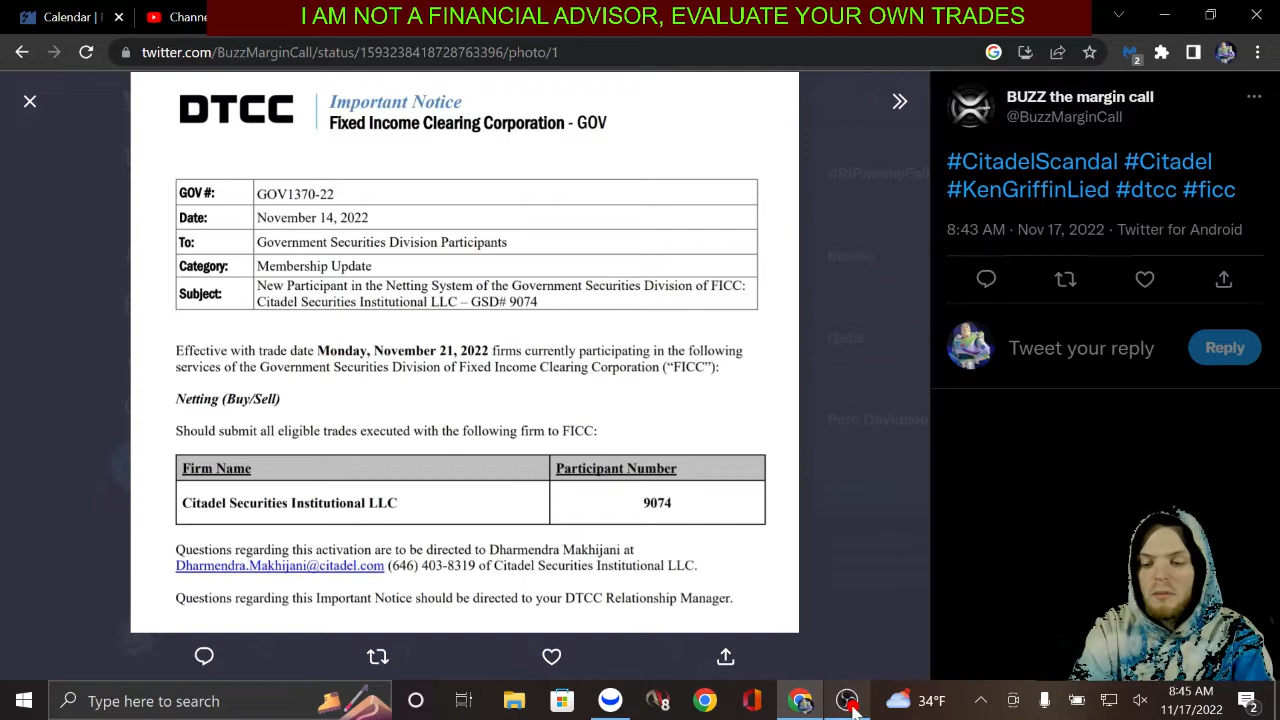 I AM NOT A FINANCIAL ADVISOR, EVALUATE YOUR OWN TRADES
Calendar |
Channe
twitter.com/BuzzMarginCall/status/1593238418728763396/photo/1
2
DTCC
Important Notice
Fixed Income Clearing Corporation - GOV
GOV #: GOV1370-22
Date: November 14, 2022
To: Government Securities Division Participants
Category: Membership Update
Subject: New Participant in the Netting System of the Government Securities Division of FICC:
Citadel Securities Institutional LLC – GSD# 9074
Effective with trade date Monday, November 21, 2022 firms currently participating in the following
services of the Government Securities Division of Fixed Income Clearing Corporation (“FICC”):
Netting (Buy/Sell)
Should submit all eligible trades executed with the following firm to FICC:
Firm Name Participant Number
Citadel Securities Institutional LLC 9074
Questions regarding this activation are to be directed to Dharmendra Makhijani at
Dharmendra.Makhijani@citadel.com (646) 403-8319 of Citadel Securities Institutional LLC.
Questions regarding this Important Notice should be directed to your DTCC Relationship Manager.
BUZZ the margin call
@BuzzMarginCall
#CitadelScandal #Citadel
#KenGriffinLied #dtcc #ficc
8:43 AM · Nov 17, 2022 · Twitter for Android
Tweet your reply
Reply
Type here to search
8
34°F
8:45 AM
11/17/2022
2